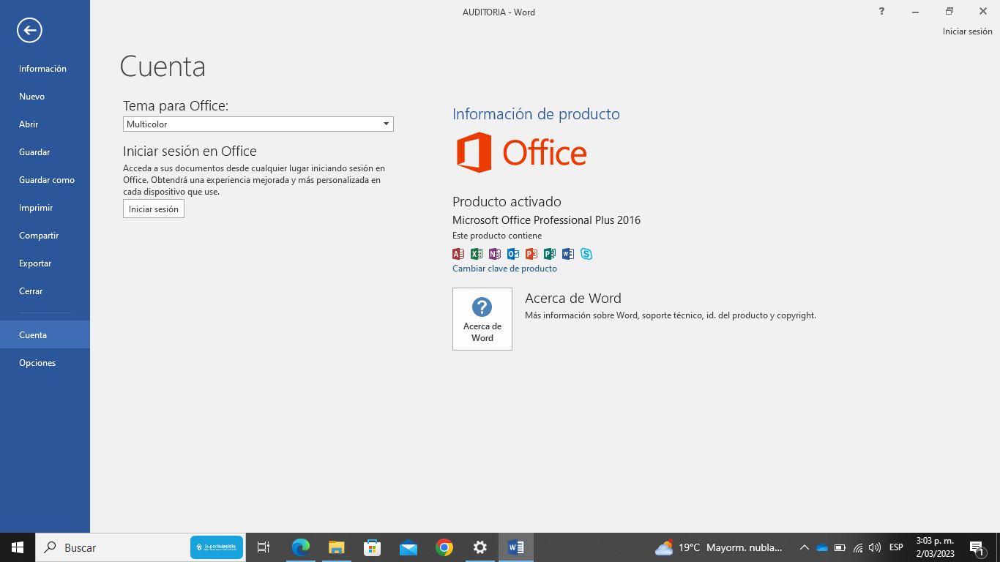 AUDITORIA - Word
?
Iniciar sesión
Información
Nuevo
Abrir
Guardar
Guardar como
Imprimir
Compartir
Exportar
Cerrar
Cuenta
Opciones
Cuenta
Tema para Office:
Multicolor
Iniciar sesión en Office
Acceda a sus documentos desde cualquier lugar iniciando sesión en
Office. Obtendrá una experiencia mejorada y más personalizada en
cada dispositivo que use.
Iniciar sesión
Información de producto
Office
Producto activado
Microsoft Office Professional Plus 2016
Este producto contiene
Cambiar clave de producto
?
Acerca de
Word
Acerca de Word
Más información sobre Word, soporte técnico, id. del producto y copyright.
Buscar
SuperSubsidio
19°C Mayorm. nubla...
ESP
3:03 p. m.
2/03/2023
1